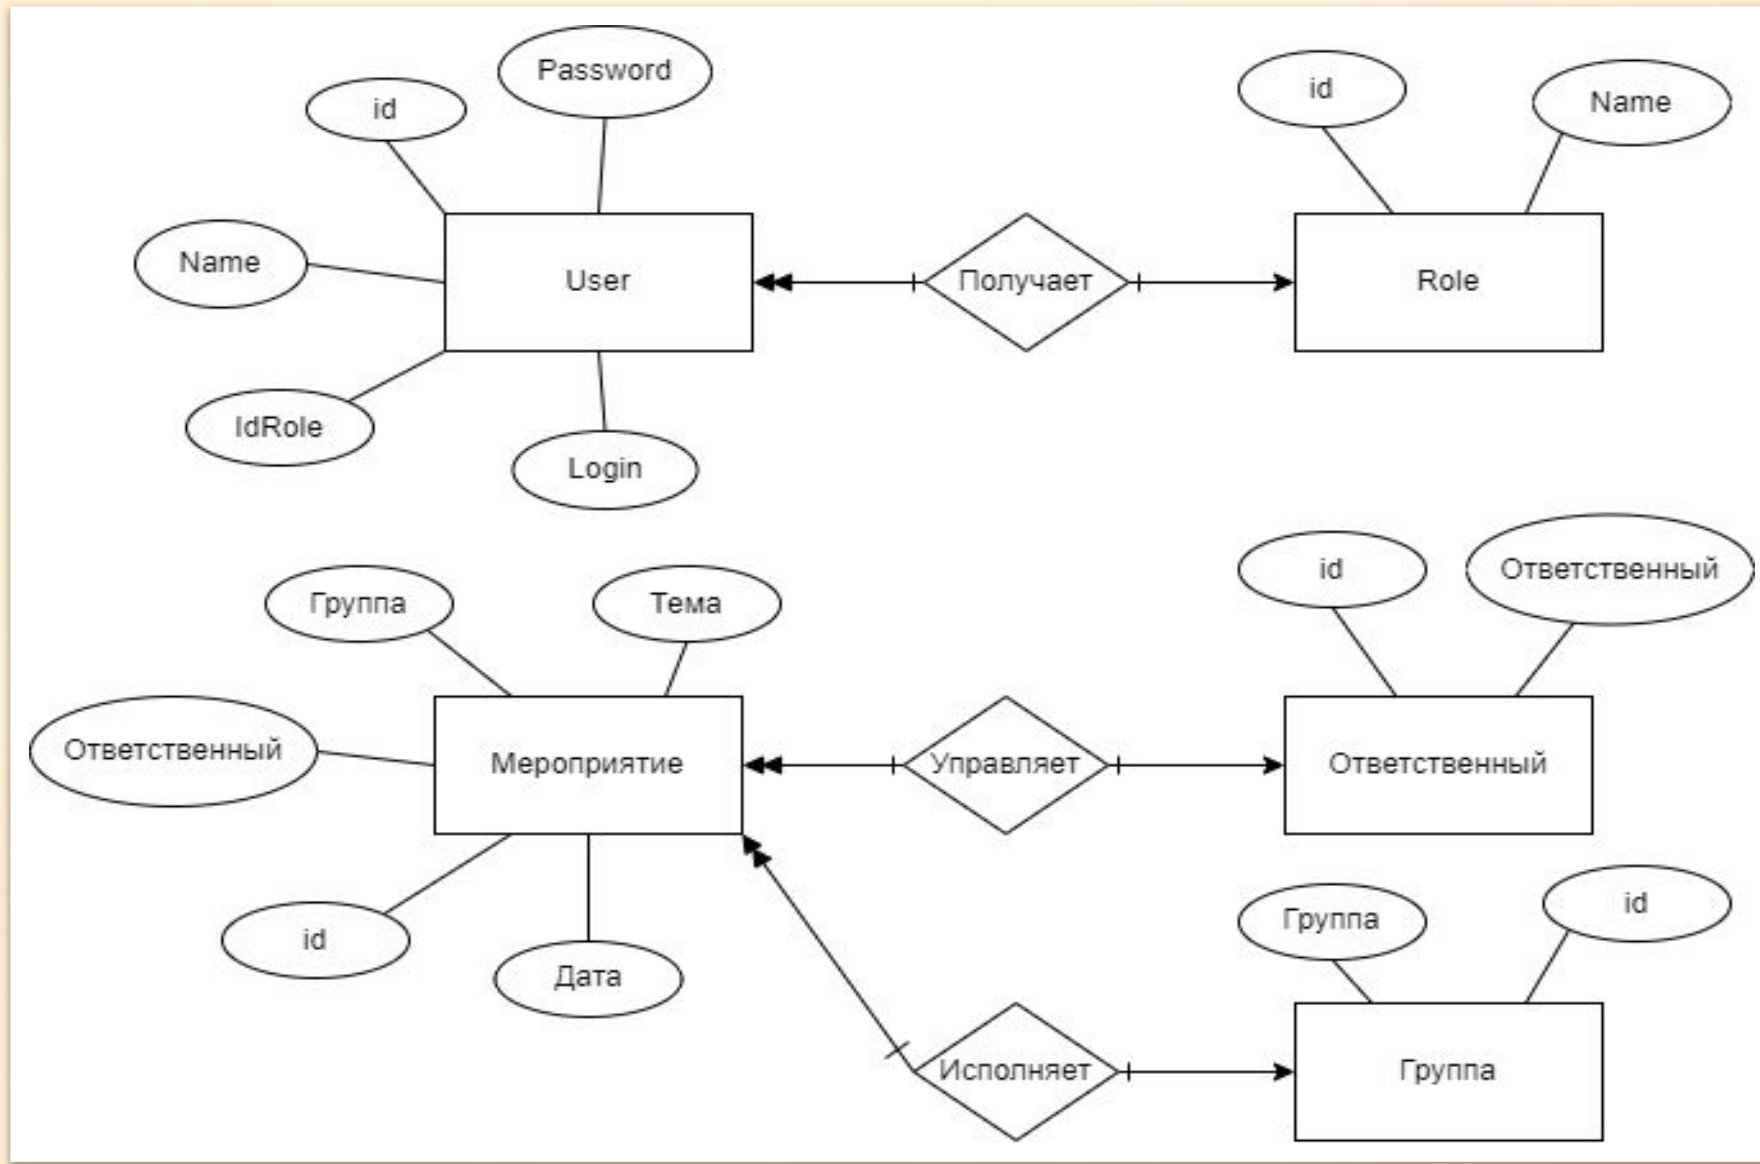 Password
id
id
Name
Name
User
Получает
Role
IdRole
Login
id
Ответственный
Группа
Тема
Ответственный
Мероприятие
Управляет
Ответственный
id
Дата
Группа
id
Исполняет
Группа